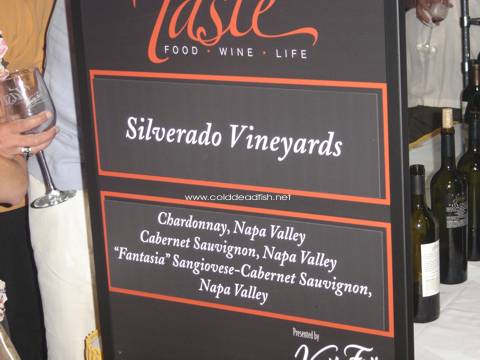 Taste
FOOD • WINE • LIFE
Silverado Vineyards
www.colddeadfish.net
Chardonnay, Napa Valley
Cabernet Sauvignon, Napa Valley
"Fantasia" Sangiovese-Cabernet Sauvignon,
Napa Valley
Presented by